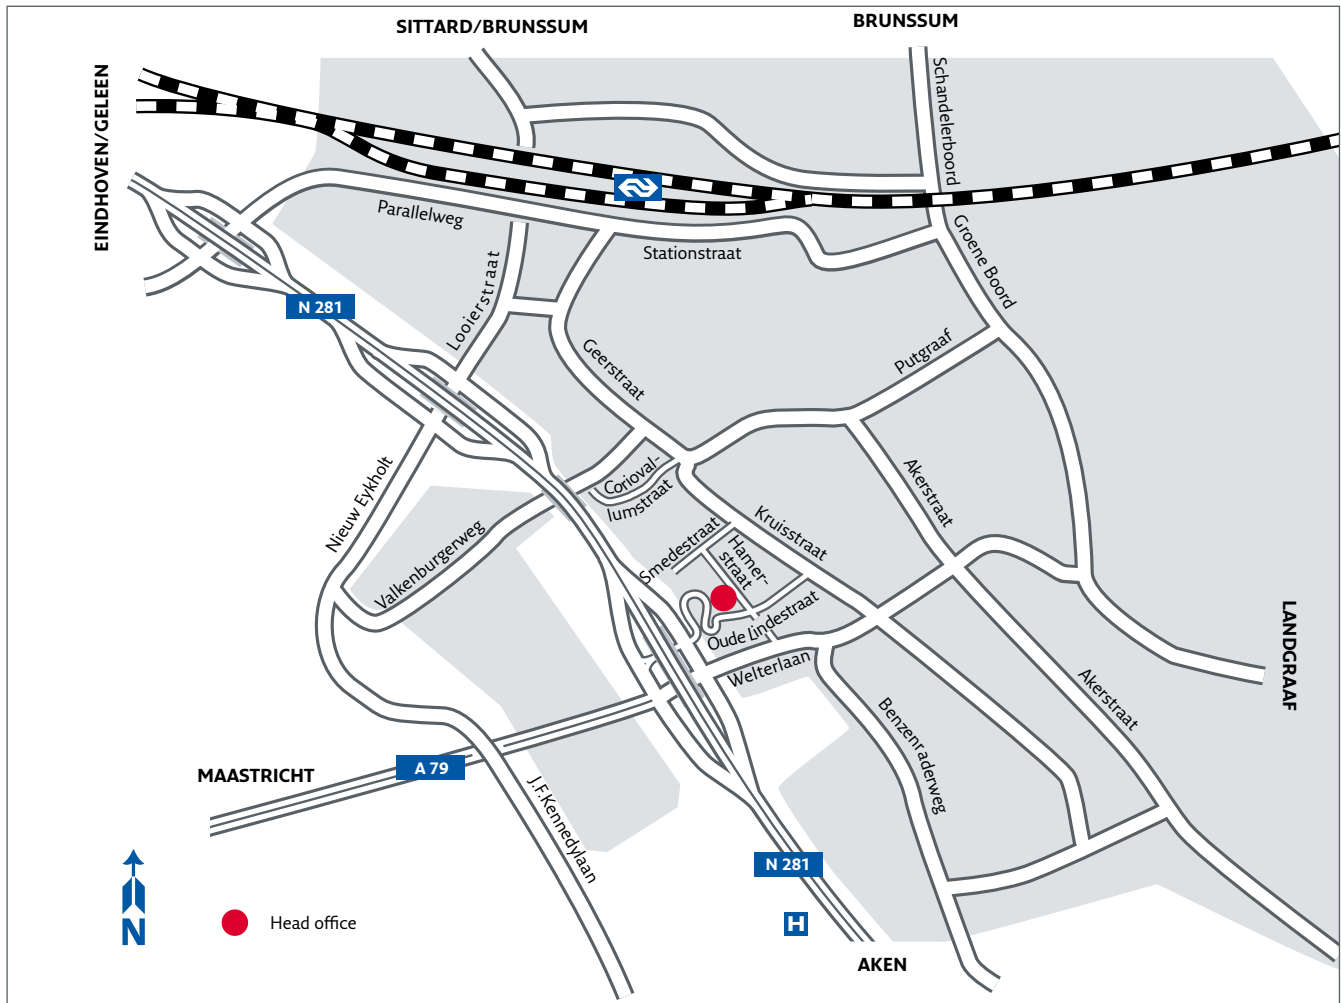 SITTARD/BRUNSSUM
BRUNSSUM
EINDHOVEN/GELEEN
Schandelerboord
Parallelweg
Stationstraat
Groene Boord
N 281
Looierstraat
Geerstraat
Putgraaf
Nieuw Eykholt
Valkenburgerweg
Corioval-
lumstraat
Akerstraat
Kruisstraat
Smedestraat
Hamer-
straat
Oude Lindestraat
Welterlaan
LANDGRAAF
Akerstraat
Benzenraderweg
MAASTRICHT
A 79
J.F.Kennedylaan
N 281
H
N
Head office
AKEN